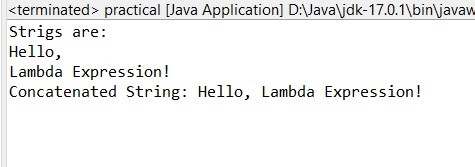 <terminated> practical [Java Application] D:\Java\jdk-17.0.1\bin\javaw
Strigs are:
Hello,
Lambda Expression!
Concatenated String: Hello, Lambda Expression!